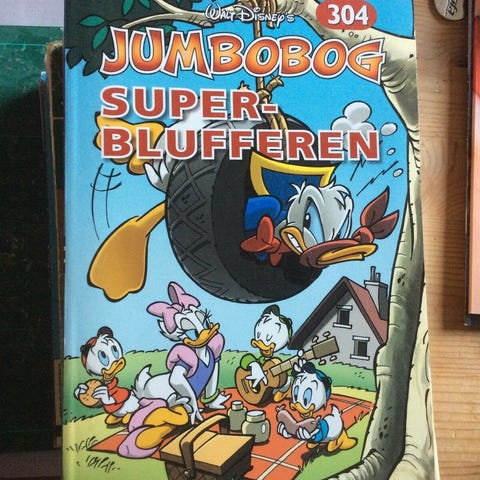 Walt Disney's
304
JUMBOBOG
SUPER-
BLUFFEREN